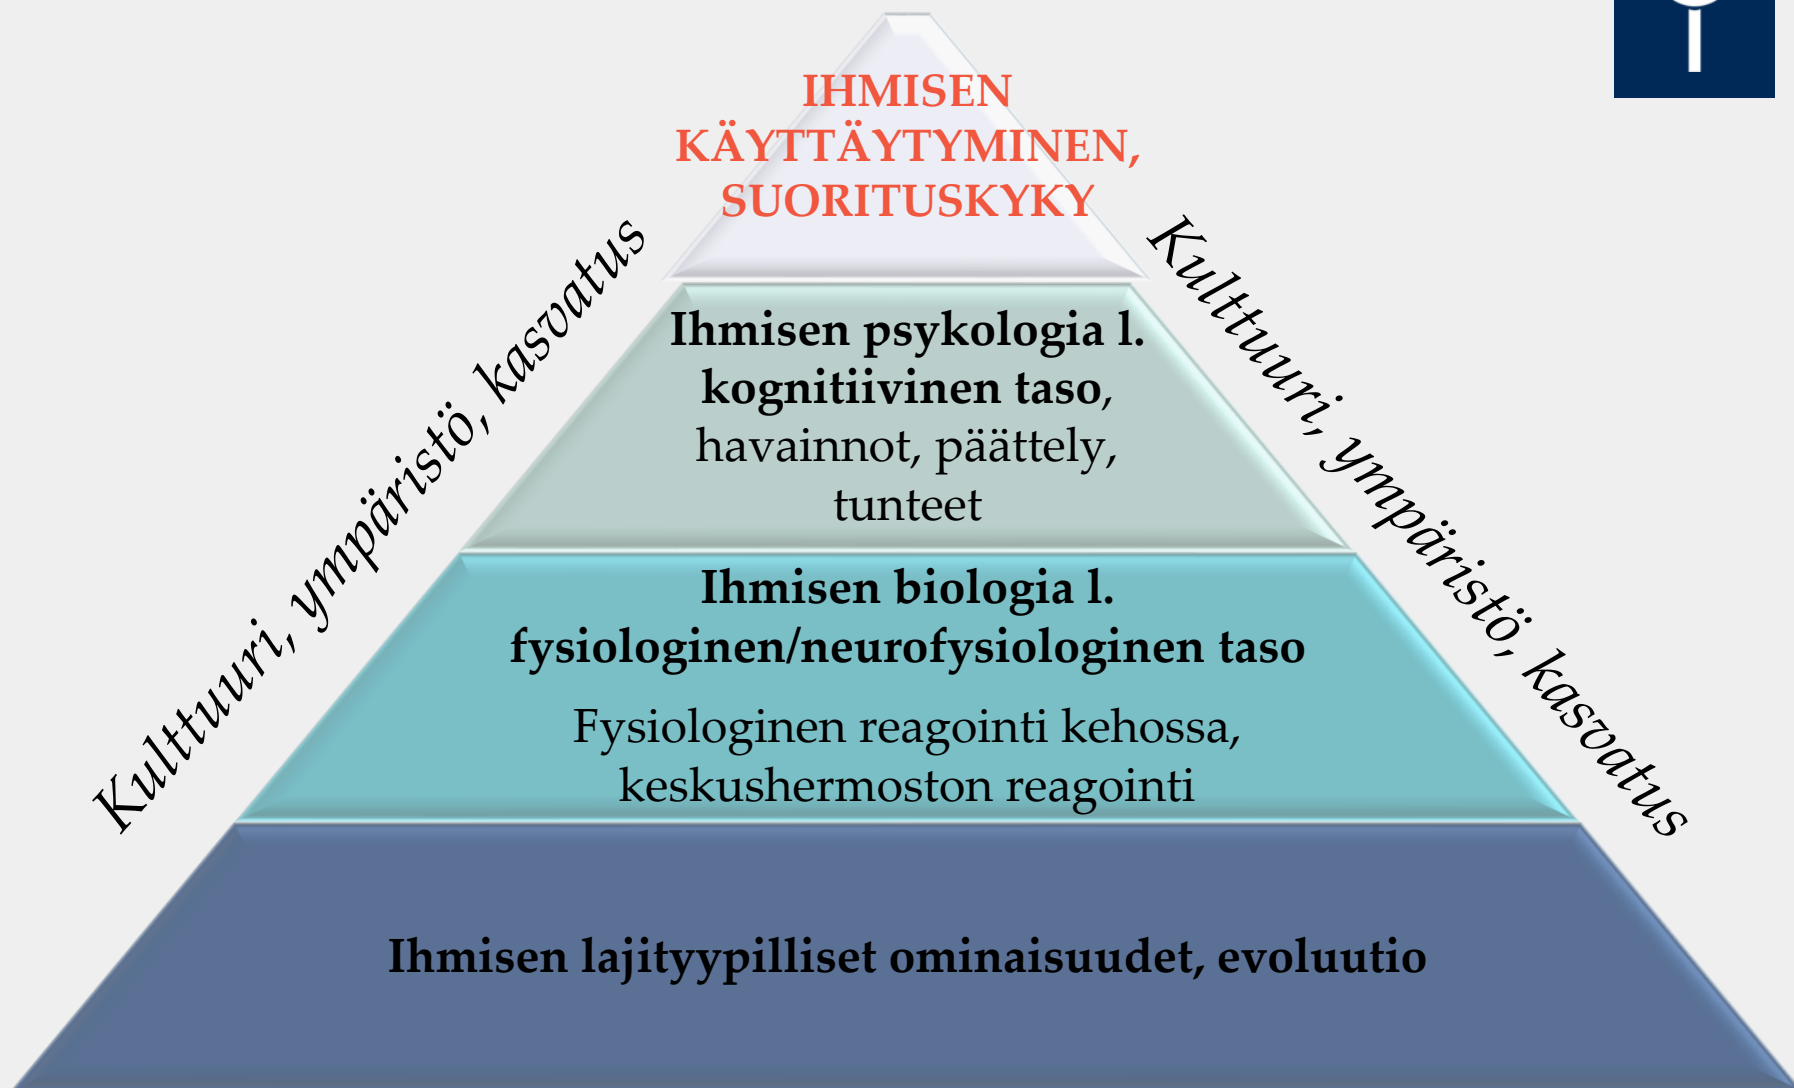 IHMISEN
KÄYTTÄYTYMINEN,
SUORITUSKYKY
Kulttuuri, ympäristö, kasvatus
Kulttuuri, ympäristö, kasvatus
Ihmisen psykologia l.
kognitiivinen taso,
havainnot, päättely,
tunteet
Ihmisen biologia l.
fysiologinen/neurofysiologinen taso
Fysiologinen reagointi kehossa,
keskushermoston reagointi
Ihmisen lajityypilliset ominaisuudet, evoluutio